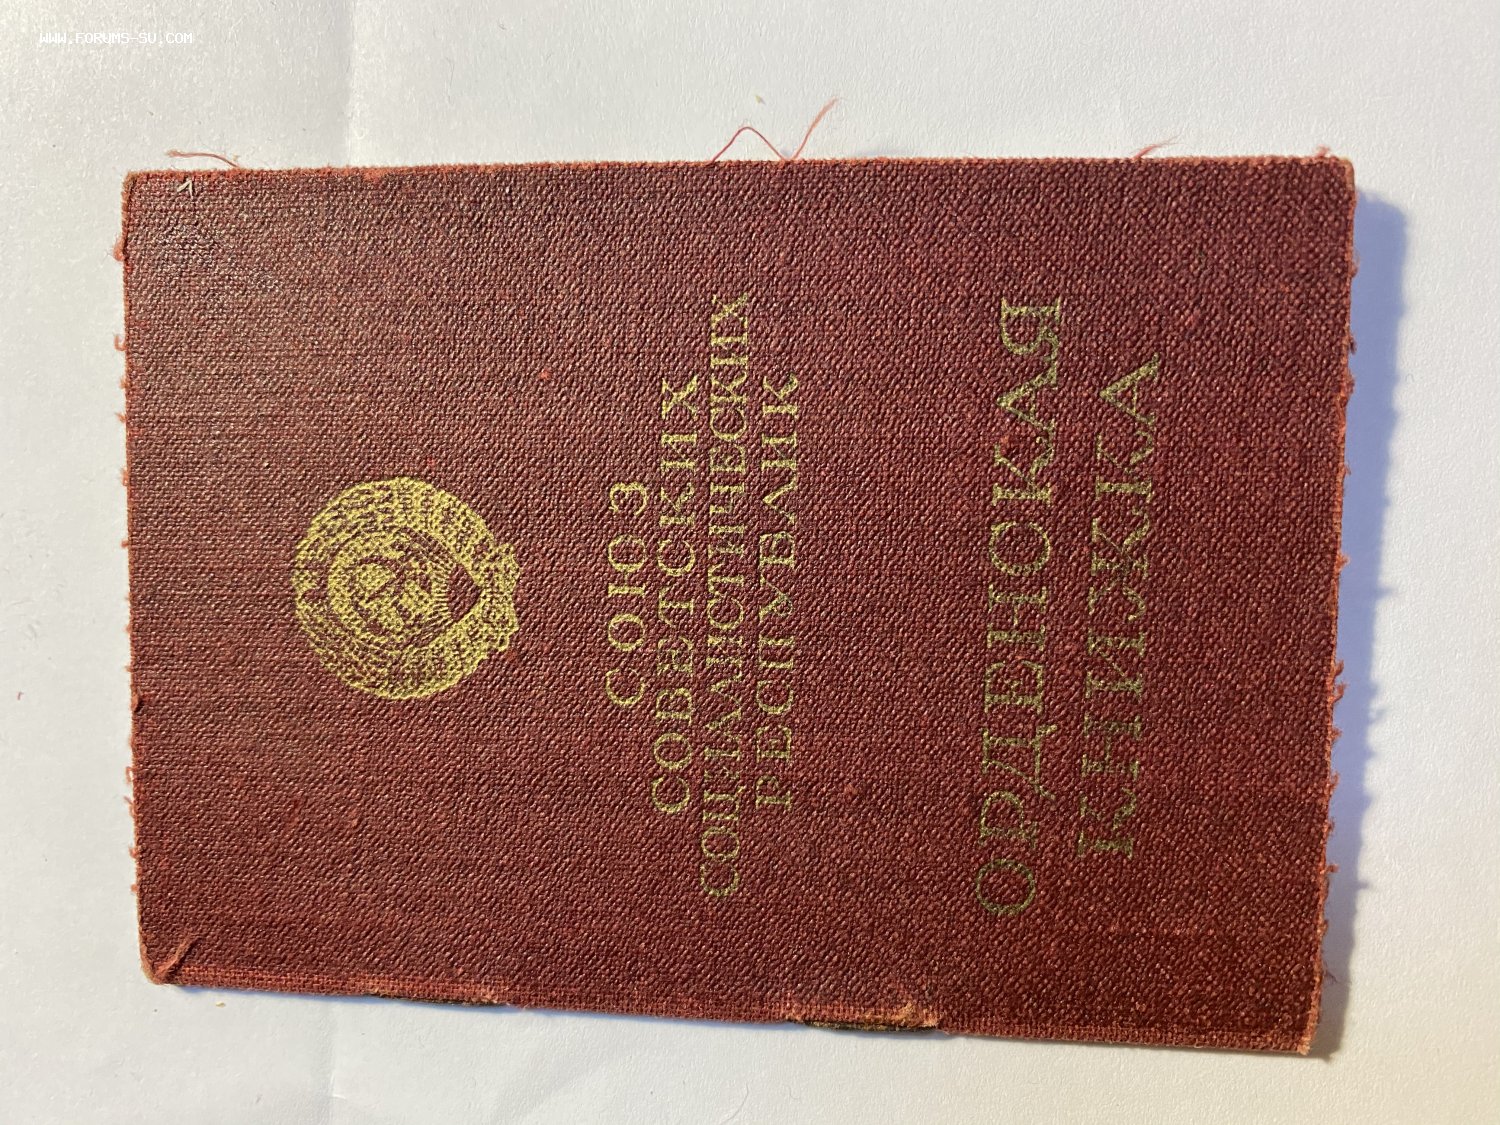 WWW.FORUMS-SU.COM
СОЮЗ
СОВЕТСКИХ
СОЦИАЛИСТИЧЕСКИХ
РЕСПУБЛИК
ОРДЕНСКАЯ
КНИЖКА